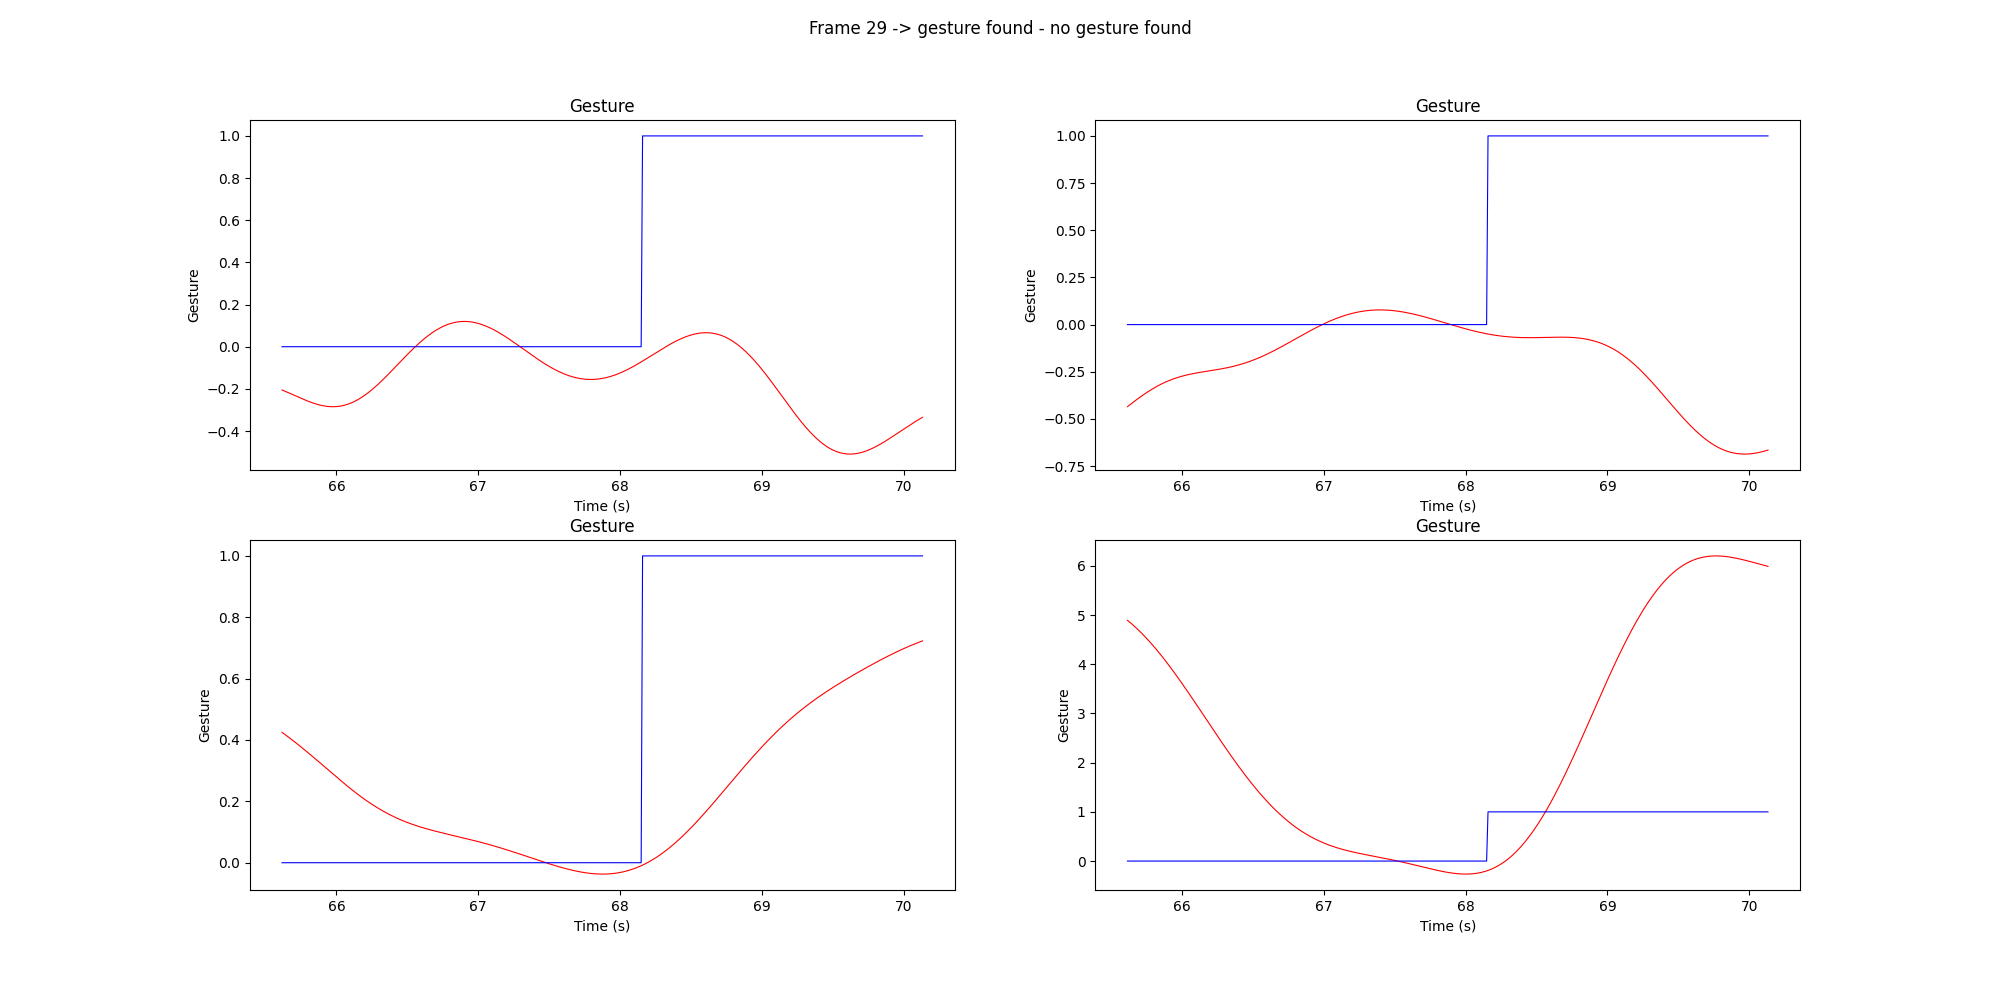 Frame 29 -> gesture found - no gesture found
Gesture
1.0
0.8
0.6
0.4
0.2
0.0
−0.2
−0.4
Gesture
66 67 68 69 70
Time (s)
Gesture
1.00
0.75
0.50
0.25
0.00
−0.25
−0.50
−0.75
Gesture
66 67 68 69 70
Time (s)
Gesture
1.0
0.8
0.6
0.4
0.2
0.0
Gesture
66 67 68 69 70
Time (s)
Gesture
6
5
4
3
2
1
0
Gesture
66 67 68 69 70
Time (s)